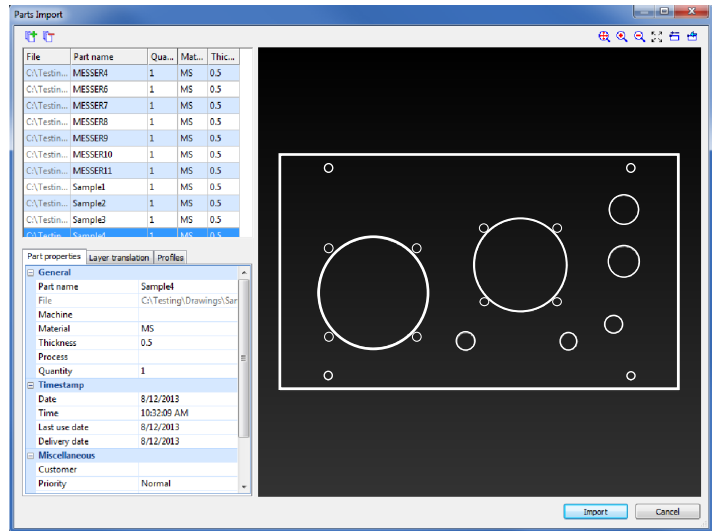 Parts Import
File Part name Qua... Mat... Thic...
C:\Testin... MESSER4 1 MS 0.5
C:\Testin... MESSER6 1 MS 0.5
C:\Testin... MESSER7 1 MS 0.5
C:\Testin... MESSER8 1 MS 0.5
C:\Testin... MESSER9 1 MS 0.5
C:\Testin... MESSER10 1 MS 0.5
C:\Testin... MESSER11 1 MS 0.5
C:\Testin... Sample1 1 MS 0.5
C:\Testin... Sample2 1 MS 0.5
C:\Testin... Sample3 1 MS 0.5
C:\Testin... Sample4 1 MS 0.5
Part properties Layer translation Profiles
General
Part name Sample4
File C:\Testing\Drawings\Sar
Machine
Material MS
Thickness 0.5
Process
Quantity 1
Timestamp
Date 8/12/2013
Time 10:32:09 AM
Last use date 8/12/2013
Delivery date 8/12/2013
Miscellaneous
Customer
Priority Normal
Import Cancel